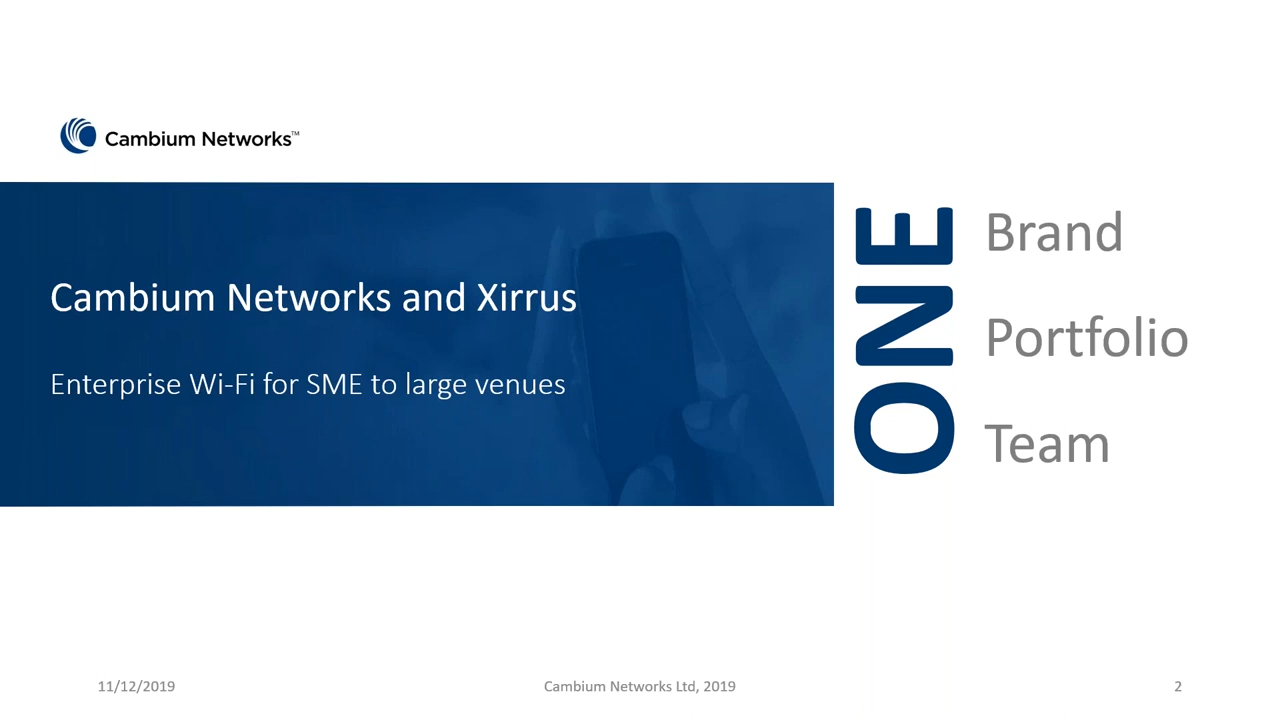 Cambium Networks™
Cambium Networks and Xirrus
Enterprise Wi-Fi for SME to large venues
ONE
Brand
Portfolio
Team
11/12/2019
Cambium Networks Ltd, 2019
2